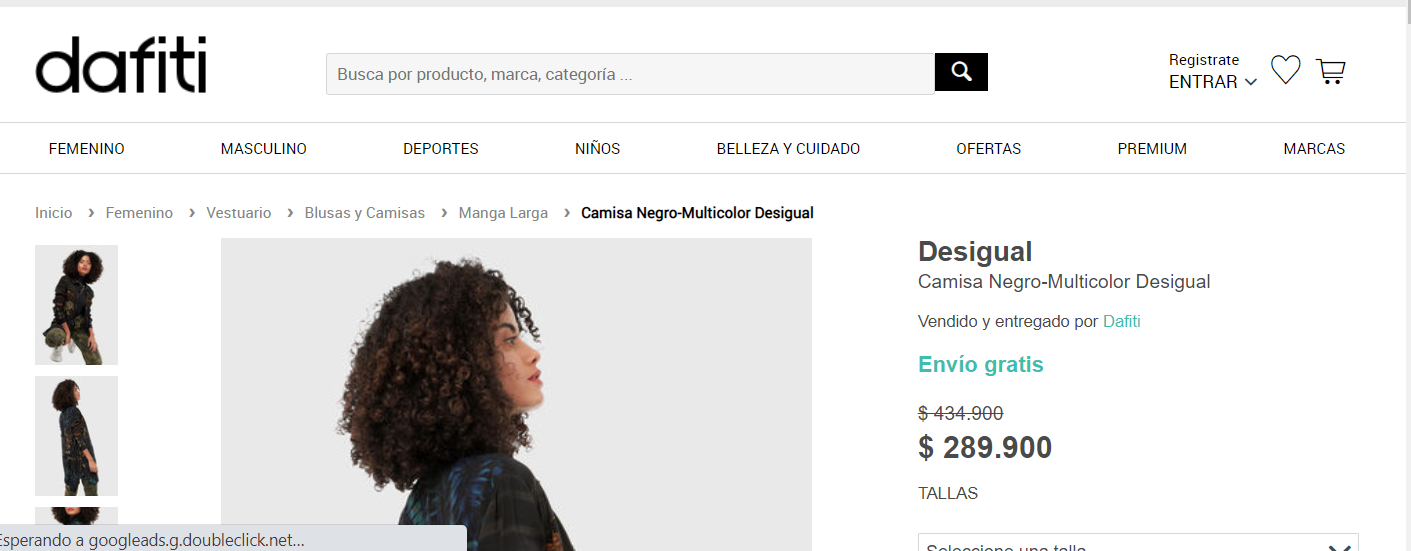 dafiti
Busca por producto, marca, categoría ...
Registrate
ENTRAR
FEMENINO MASCULINO DEPORTES NIÑOS BELLEZA Y CUIDADO OFERTAS PREMIUM MARCAS
Inicio › Femenino › Vestuario › Blusas y Camisas › Manga Larga › Camisa Negro-Multicolor Desigual
Desigual
Camisa Negro-Multicolor Desigual
Vendido y entregado por Dafiti
Envío gratis
$ 434.900
$ 289.900
TALLAS
Seleccione una talla
Esperando a googleads.g.doubleclick.net...